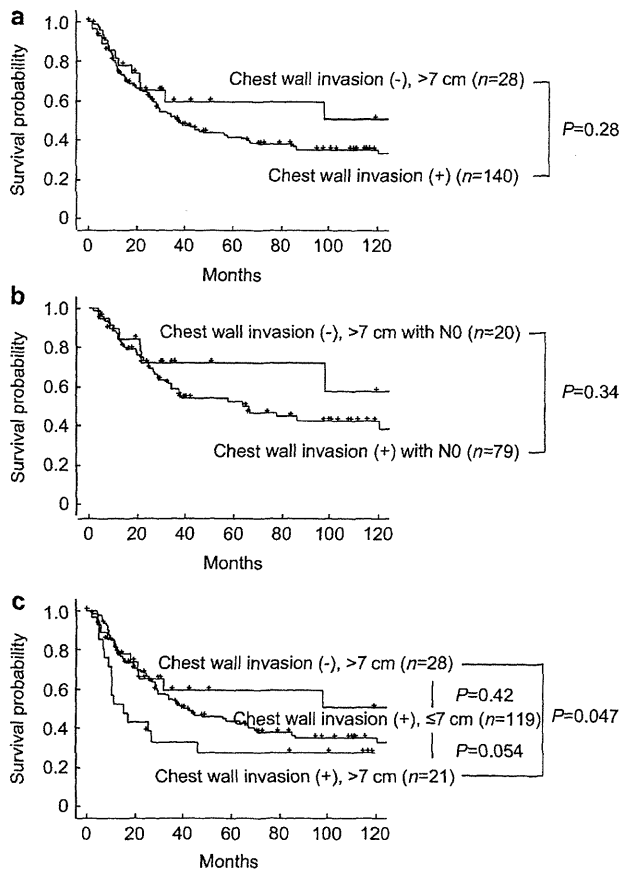 a
Survival probability
1.0
0.8
0.6
0.4
0.2
0
Chest wall invasion (-), >7 cm (n=28)
P=0.28
Chest wall invasion (+) (n=140)
0 20 40 60 80 100 120
Months
b
Survival probability
1.0
0.8
0.6
0.4
0.2
0
Chest wall invasion (-), >7 cm with N0 (n=20)
P=0.34
Chest wall invasion (+) with N0 (n=79)
0 20 40 60 80 100 120
Months
c
Survival probability
1.0
0.8
0.6
0.4
0.2
0
Chest wall invasion (-), >7 cm (n=28)
P=0.42
Chest wall invasion (+), ≤7 cm (n=119)
P=0.047
P=0.054
Chest wall invasion (+), >7 cm (n=21)
0 20 40 60 80 100 120
Months